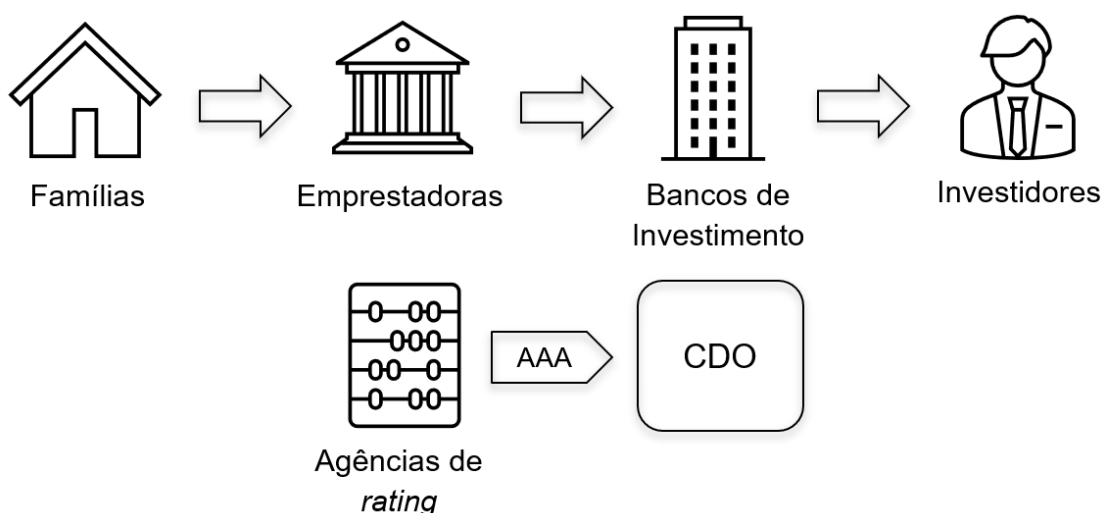 Famílias
Emprestadoras
Bancos de
Investimento
Investidores
AAA
CDO
Agências de
rating